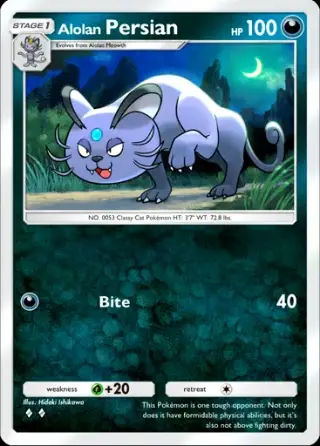 STAGE 1
Alolan Persian
HP 100
Evolves from Alolan Meowth
NO. 0053 Classy Cat Pokémon HT: 3'7" WT: 72.8 lbs.
Bite 40
weakness +20 retreat
Illus. Hideki Ishikawa
This Pokémon is one tough customer. Not only
does it have formidable physical abilities, but it's
also not above fighting dirty.